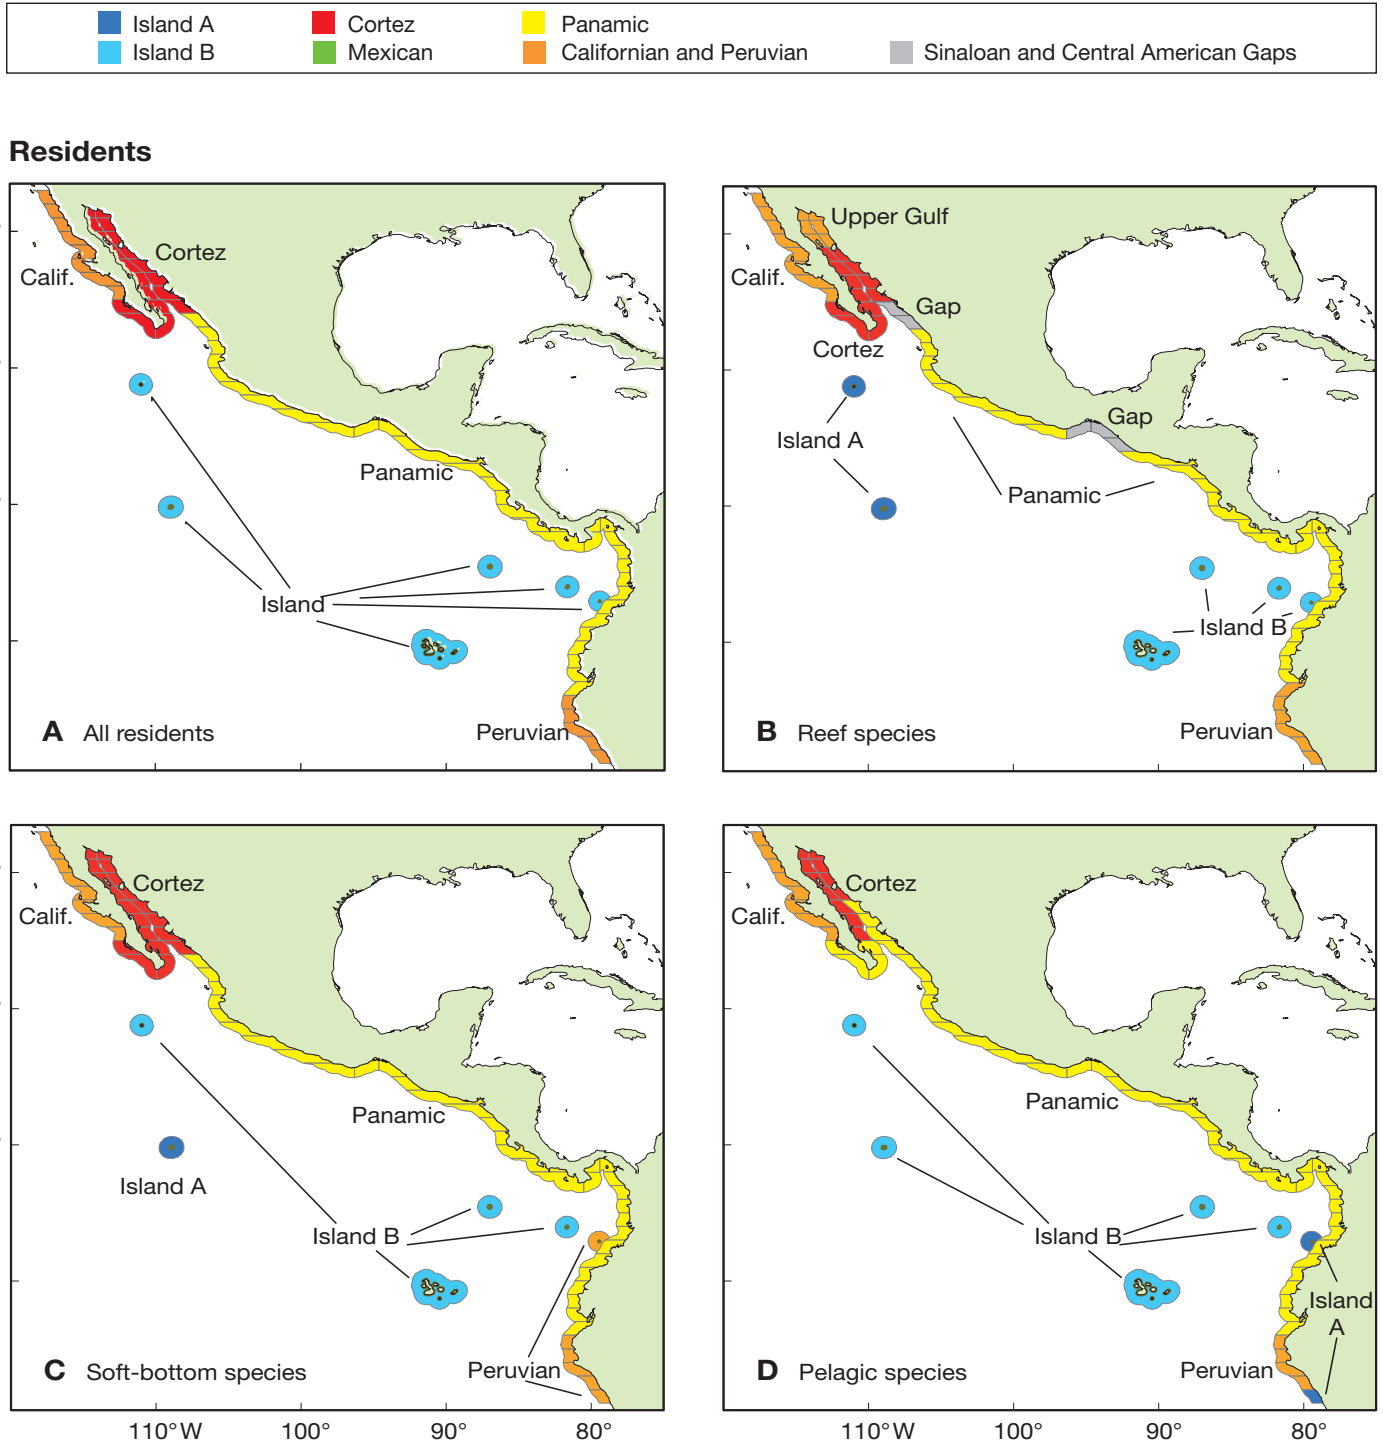 Island A
Cortez
Panamic
Island B
Mexican
Californian and Peruvian
Sinaloan and Central American Gaps
Residents
Cortez
Calif.
Panamic
Island
Peruvian
A All residents
Upper Gulf
Calif.
Gap
Cortez
Gap
Island A
Panamic
Island B
Peruvian
B Reef species
Cortez
Calif.
Panamic
Island A
Island B
Peruvian
C Soft-bottom species
110°W 100° 90° 80°
Cortez
Calif.
Panamic
Island B
Island
A
Peruvian
D Pelagic species
110°W 100° 90° 80°